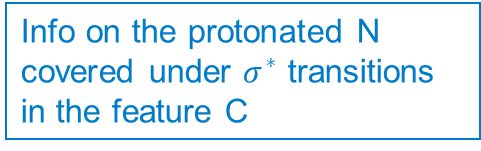 Info on the protonated N
covered under σ* transitions
in the feature C